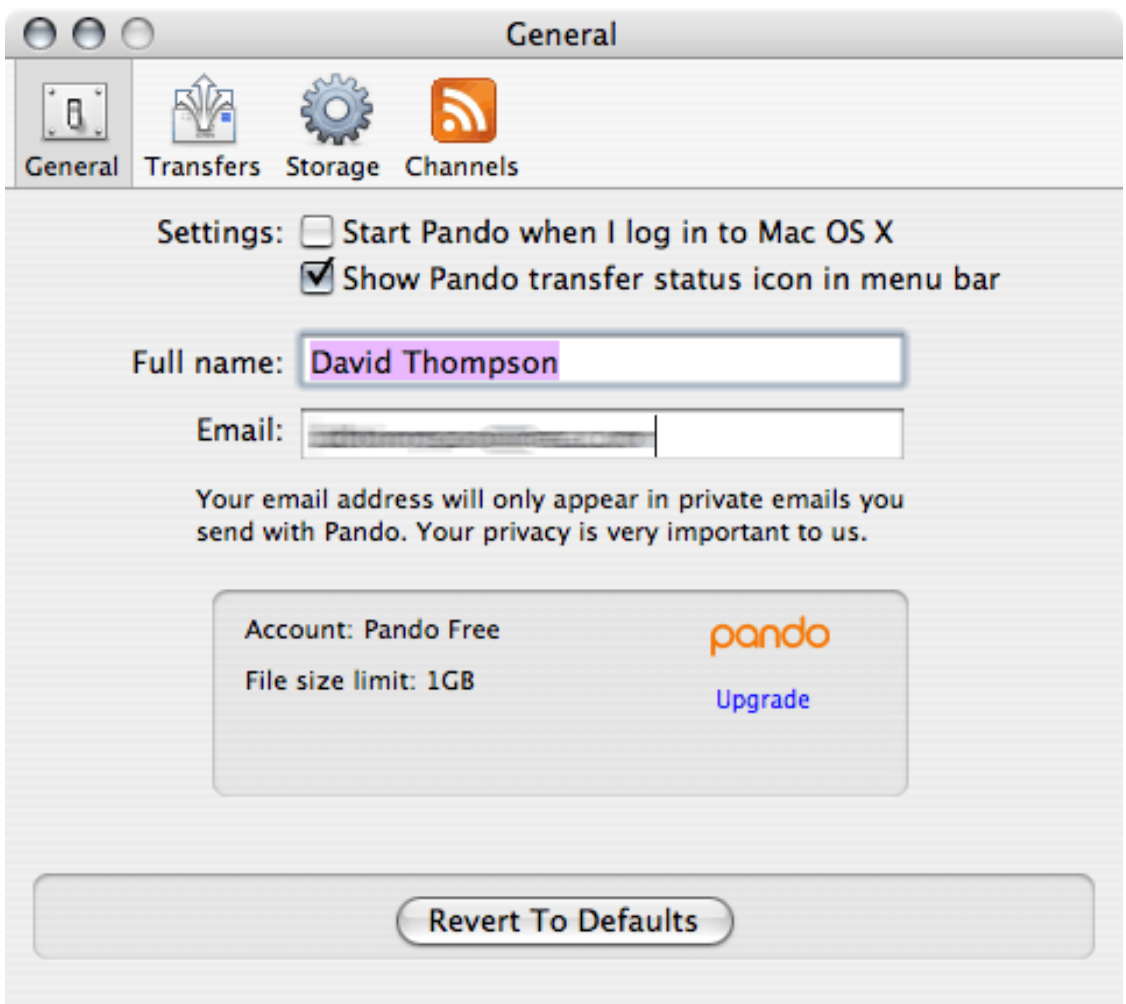 General
General Transfers Storage Channels
Settings: Start Pando when I log in to Mac OS X
Show Pando transfer status icon in menu bar
Full name: David Thompson
Email:
Your email address will only appear in private emails you
send with Pando. Your privacy is very important to us.
Account: Pando Free
pando
File size limit: 1GB
Upgrade
Revert To Defaults